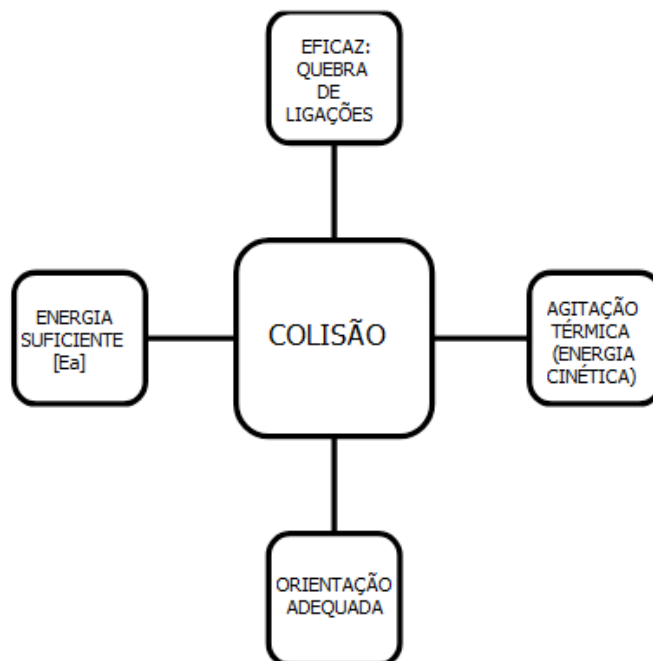 EFICAZ:
QUEBRA
DE
LIGAÇÕES
ENERGIA
SUFICIENTE
[Ea]
COLISÃO
AGITAÇÃO
TÉRMICA
(ENERGIA
CINÉTICA)
ORIENTAÇÃO
ADEQUADA